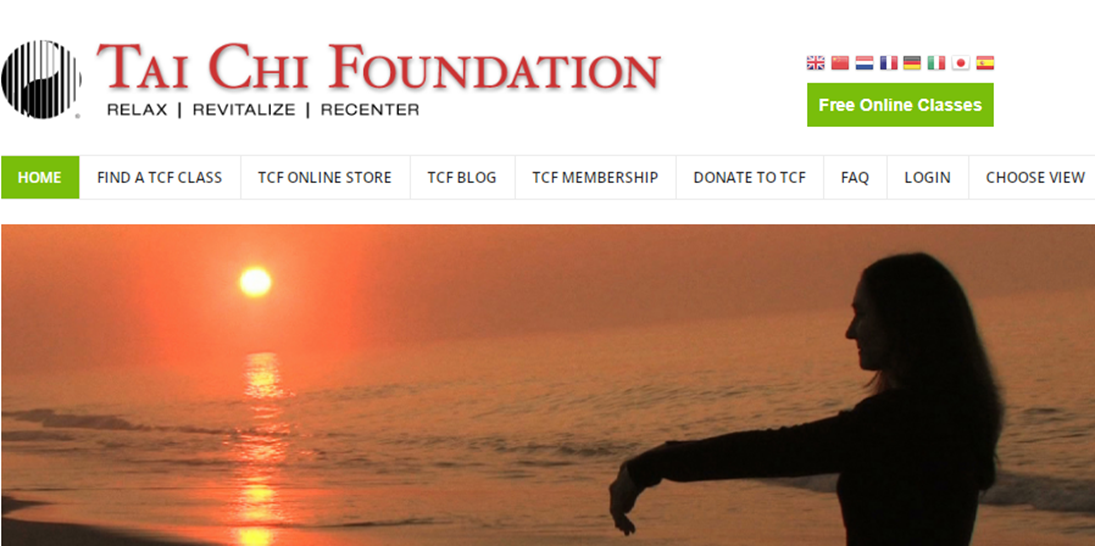 TAI CHI FOUNDATION
RELAX | REVITALIZE | RECENTER
Free Online Classes
HOME FIND A TCF CLASS TCF ONLINE STORE TCF BLOG TCF MEMBERSHIP DONATE TO TCF FAQ LOGIN CHOOSE VIEW